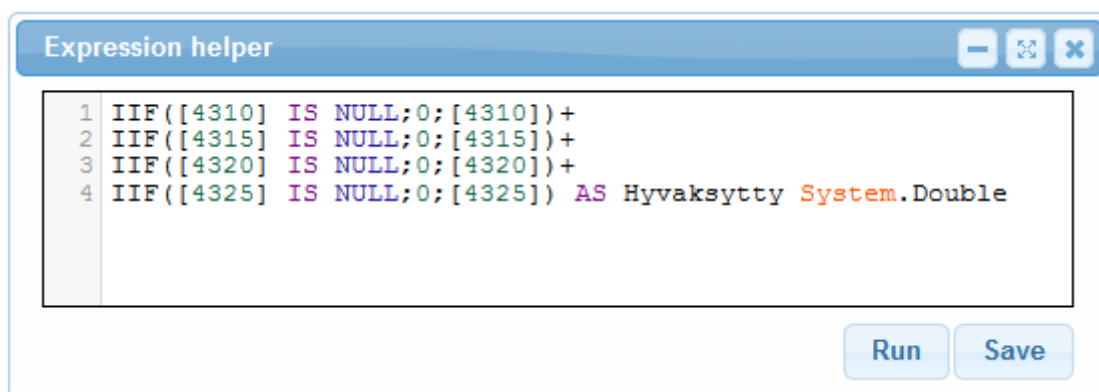 Expression helper
1 IIF([4310] IS NULL;0;[4310])+
2 IIF([4315] IS NULL;0;[4315])+
3 IIF([4320] IS NULL;0;[4320])+
4 IIF([4325] IS NULL;0;[4325]) AS Hyvaksytty System.Double
Run Save